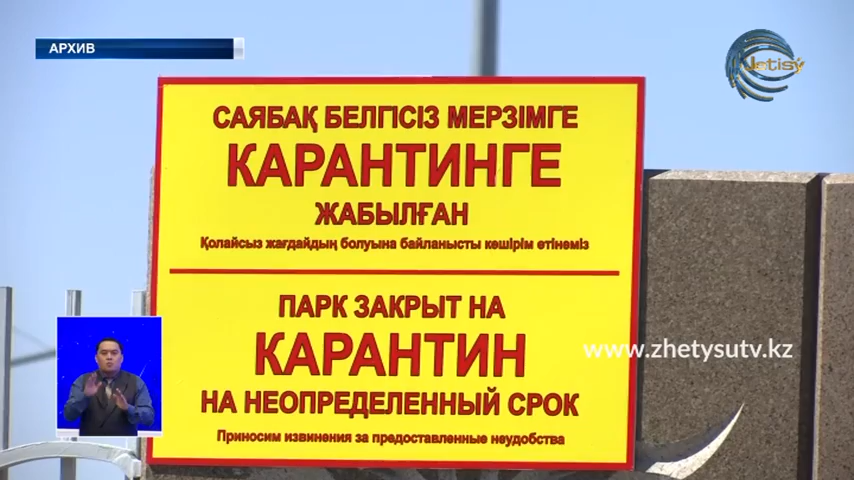 АРХИВ
Jetisý
САЯБАҚ БЕЛГІСІЗ МЕРЗІМГЕ
КАРАНТИНГЕ
ЖАБЫЛҒАН
Қолайсыз жағдайдың болуына байланысты кешірім өтінеміз
ПАРК ЗАКРЫТ НА
КАРАНТИН
НА НЕОПРЕДЕЛЕННЫЙ СРОК
Приносим извинения за предоставленные неудобства
www.zhetysutv.kz